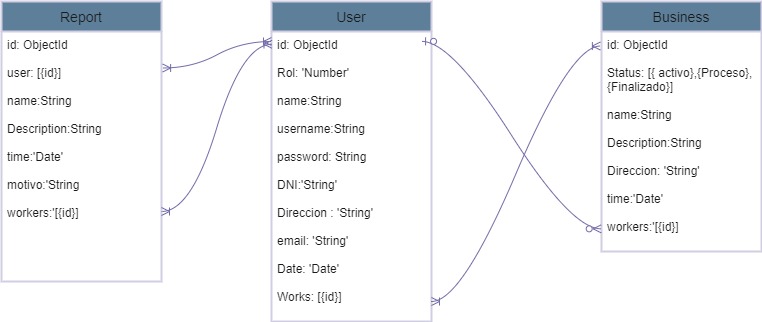 Report
id: ObjectId
user: [{id}]
name:String
Description:String
time:'Date'
motivo:'String
workers:'[{id}]
User
id: ObjectId
Rol: 'Number'
name:String
username:String
password: String
DNI:'String'
Direccion : 'String'
email: 'String'
Date: 'Date'
Works: [{id}]
Business
id: ObjectId
Status: [{ activo},{Proceso},
{Finalizado}]
name:String
Description:String
Direccion: 'String'
time:'Date'
workers:'[{id}]